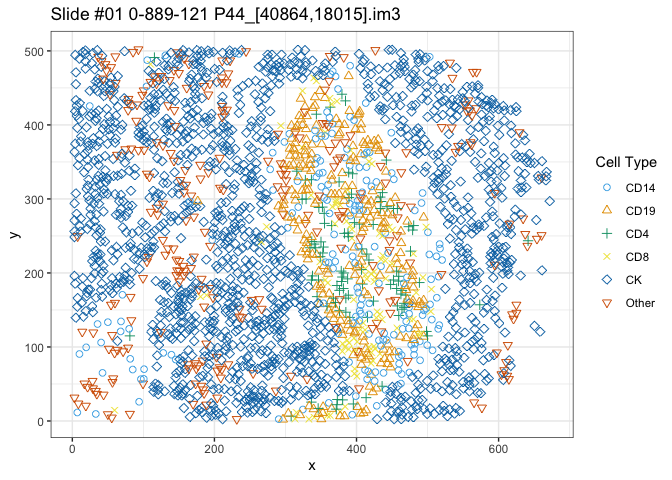 Slide #01 0-889-121 P44_[40864,18015].im3
500
400
300
200
100
0
y
0
200
400
600
x
Cell Type
CD14
CD19
CD4
CD8
CK
Other